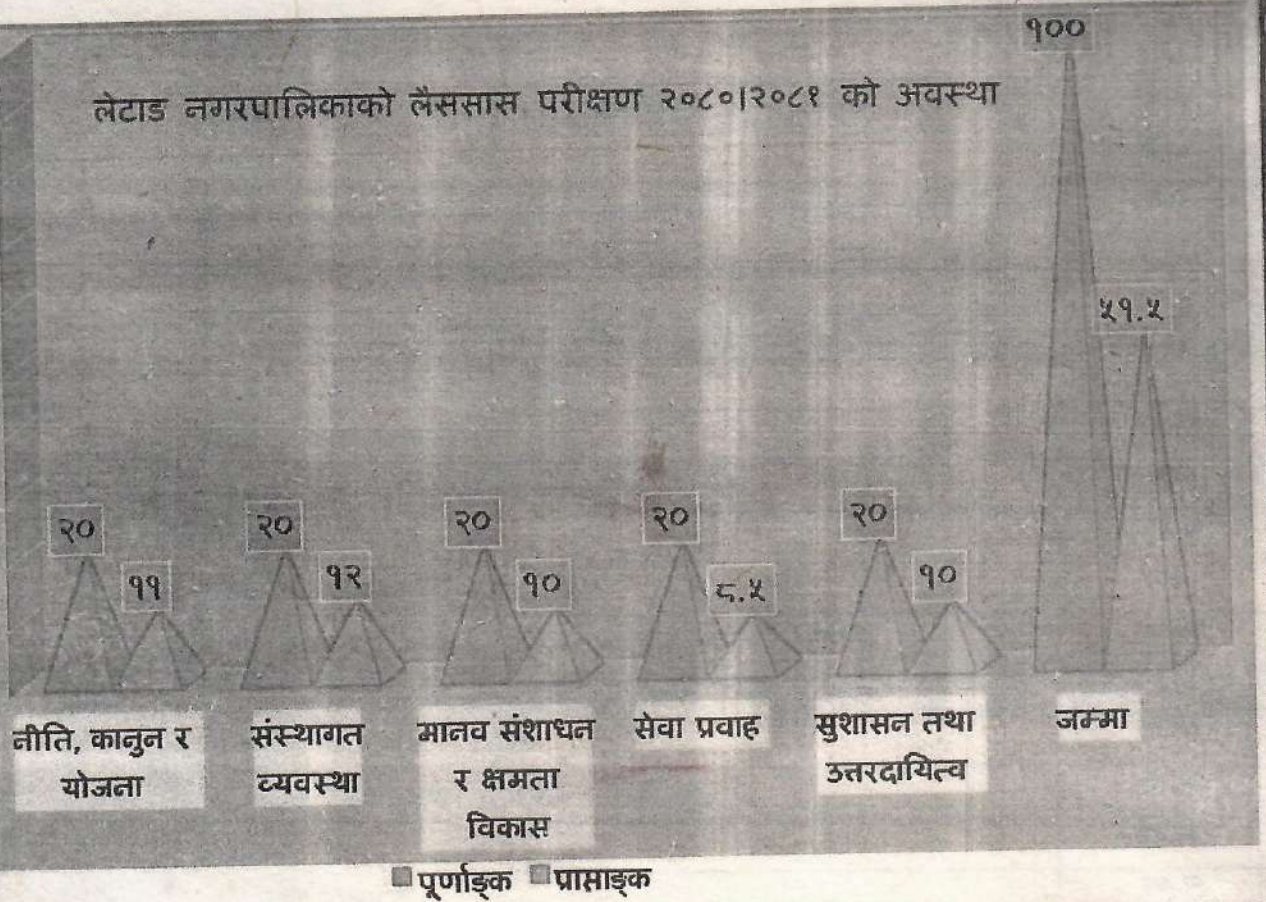 लेटाङ नगरपालिकाको लैससास परीक्षण २०८०|२०८१ को अवस्था
१००
५१.५
२० ११ २० १२ २० १० २० ८.५ २० १०
नीति, कानुन र
योजना
संस्थागत
व्यवस्था
मानव संशाधन
र क्षमता
विकास
सेवा प्रवाह
सुशासन तथा
उत्तरदायित्व
जम्मा
पूर्णाङ्क प्राप्ताङ्क